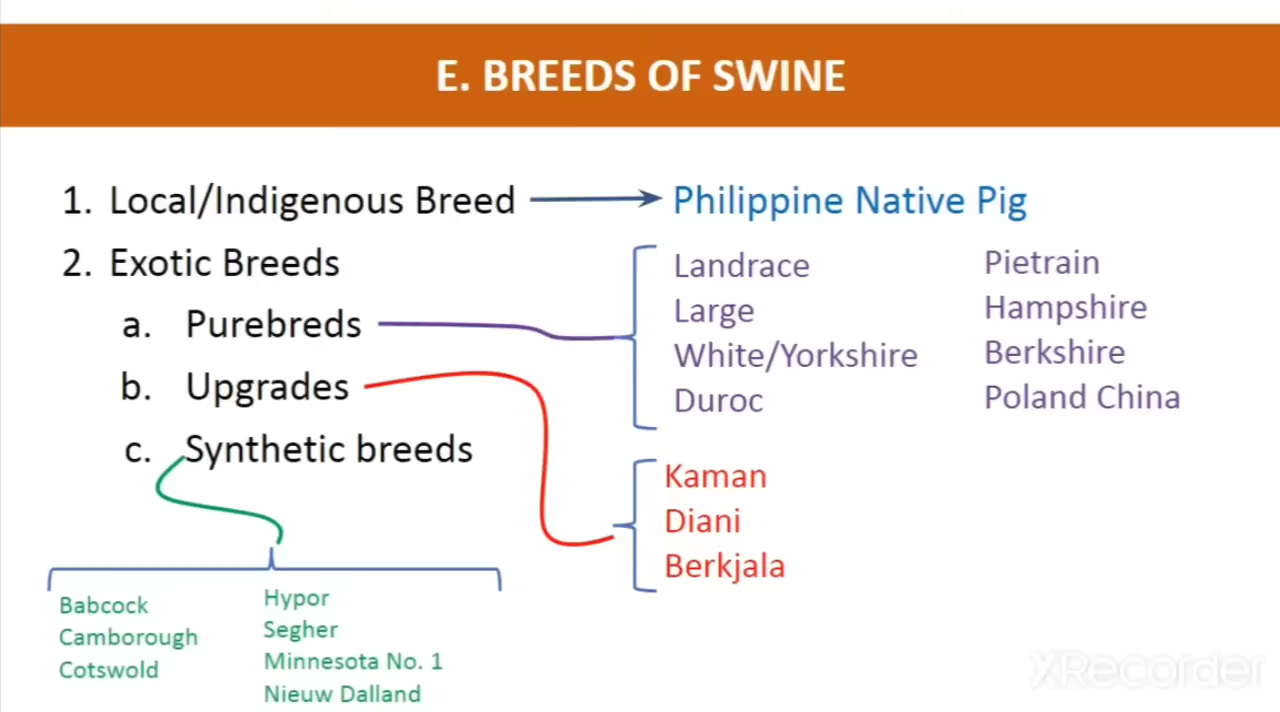 E. BREEDS OF SWINE
1. Local/Indigenous Breed
Philippine Native Pig
2. Exotic Breeds
a. Purebreds
b. Upgrades
c. Synthetic breeds
Landrace
Large
White/Yorkshire
Duroc
Pietrain
Hampshire
Berkshire
Poland China
Kaman
Diani
Berkjala
Babcock
Camborough
Cotswold
Hypor
Segher
Minnesota No. 1
Nieuw Dalland
XRecorder